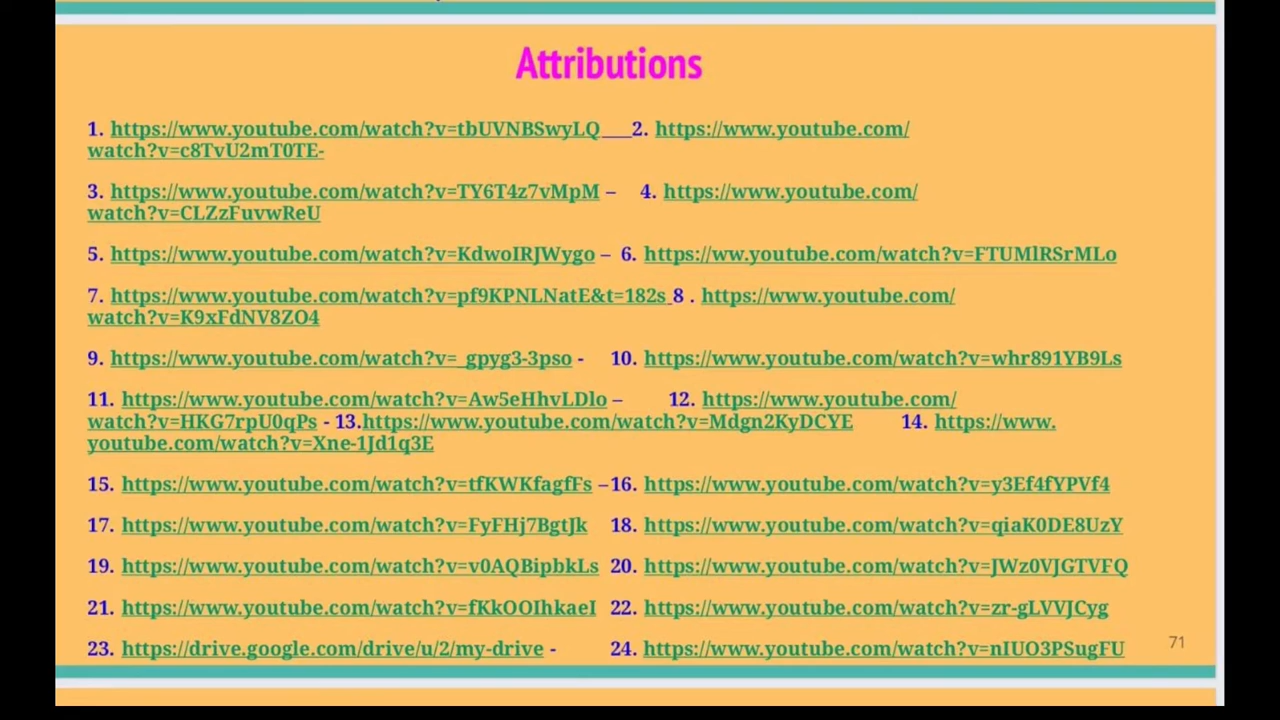 Attributions
1. https://www.youtube.com/watch?v=tbUVNBSwyLQ___2. https://www.youtube.com/
watch?v=c8TvU2mT0TE-
3. https://www.youtube.com/watch?v=TY6T4z7vMpM – 4. https://www.youtube.com/
watch?v=CLZzFuvwReU
5. https://www.youtube.com/watch?v=KdwoIRJWygo – 6. https://ww.youtube.com/watch?v=FTUMlRSrMLo
7. https://www.youtube.com/watch?v=pf9KPNLNatE&t=182s 8 . https://www.youtube.com/
watch?v=K9xFdNV8ZO4
9. https://www.youtube.com/watch?v=_gpyg3-3pso - 10. https://www.youtube.com/watch?v=whr891YB9Ls
11. https://www.youtube.com/watch?v=Aw5eHhvLDlo – 12. https://www.youtube.com/
watch?v=HKG7rpU0qPs - 13.https://www.youtube.com/watch?v=Mdgn2KyDCYE 14. https://www.
youtube.com/watch?v=Xne-1Jd1q3E
15. https://www.youtube.com/watch?v=tfKWKfagfFs –16. https://www.youtube.com/watch?v=y3Ef4fYPVf4
17. https://www.youtube.com/watch?v=FyFHj7BgtJk 18. https://www.youtube.com/watch?v=qiaK0DE8UzY
19. https://www.youtube.com/watch?v=v0AQBipbkLs 20. https://www.youtube.com/watch?v=JWz0VJGTVFQ
21. https://www.youtube.com/watch?v=fKkOOIhkaeI 22. https://www.youtube.com/watch?v=zr-gLVVJCyg
23. https://drive.google.com/drive/u/2/my-drive - 24. https://www.youtube.com/watch?v=nIUO3PSugFU
71